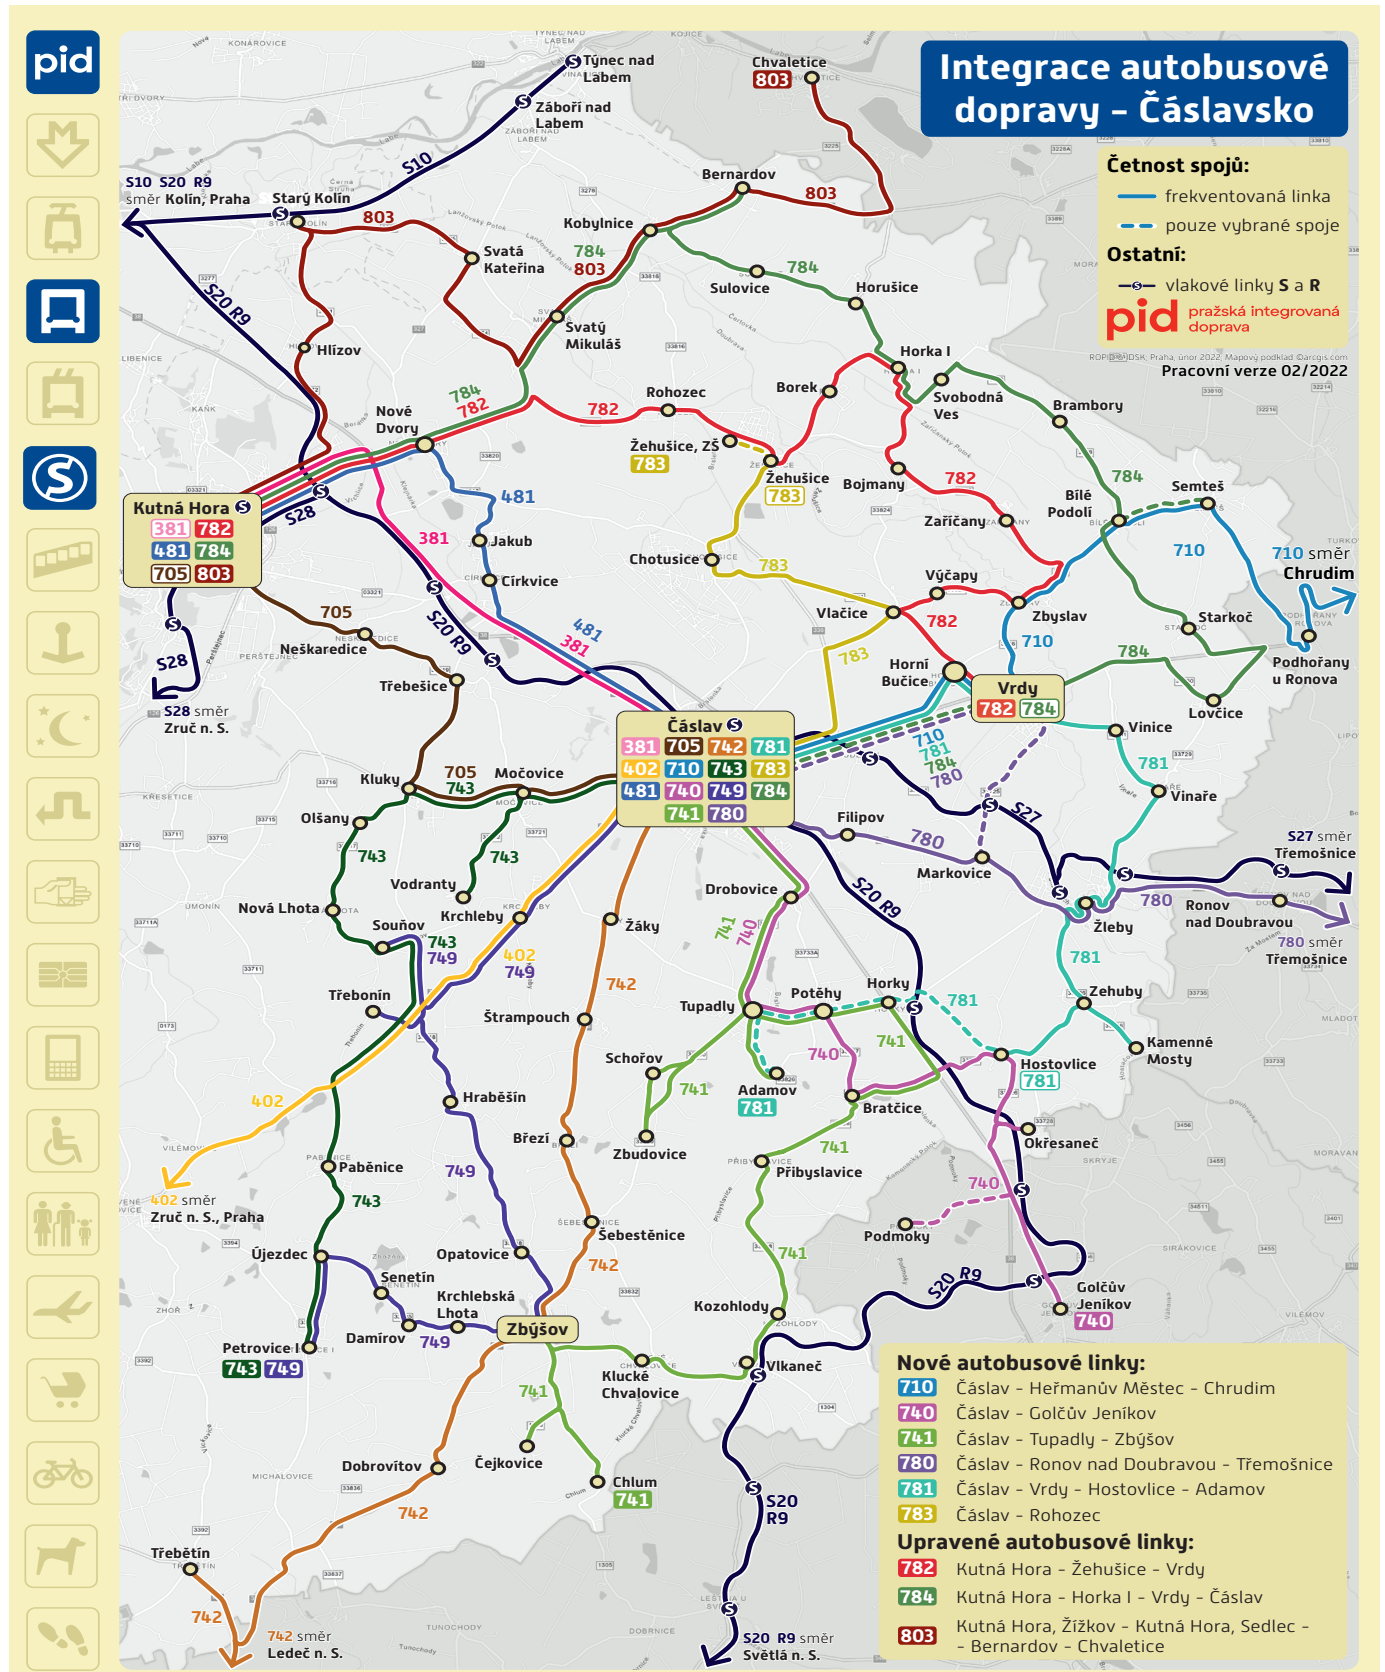 pid
Integrace autobusové
dopravy – Čáslavsko
Četnost spojů:
frekventovaná linka
pouze vybrané spoje
Ostatní:
S vlakové linky S a R
pid pražská integrovaná
doprava
ROPID a IDSK, Praha, únor 2022, Mapový podklad ©arcgis.com
Pracovní verze 02/2022
Týnec nad
Labem
Záboří nad
Labem
Chvaletice
803
S10
S10 S20 R9
směr Kolín, Praha
Starý Kolín
803
Bernardov
803
Kobylnice
Svatá
Kateřina
784
803
Sulovice
784
Horušice
S20 R9
Svatý
Mikuláš
Hlízov
Horka I
Borek
Svobodná
Ves
Brambory
Rohozec
784
782
782
Nové
Dvory
Žehušice, ZŠ
783
Žehušice
783
Bojmany
782
784
Semteš
Bílé
Podolí
Kutná Hora S
381 782
481 784
705 803
S28
481
381
Jakub
Zaříčany
710
710 směr
Chrudim
Chotusice
783
Církvice
Výčapy
Zbyslav
Vlačice
782
705
Neškaredice
481
381
S20 R9
710
Starkoč
S28
783
Horní
Bučice
784
Podhořany
u Ronova
Třebešice
Vrdy
782 784
Lovčice
S28 směr
Zruč n. S.
Čáslav S
381 705 742 781
402 710 743 783
481 740 749 784
741 780
710
781
784
780
Vinice
781
Vinaře
Kluky
705
743
Močovice
Olšany
S27
Filipov
780
Markovice
S27 směr
Třemošnice
743
743
Vodranty
Krchleby
Drobovice
S20 R9
Žleby
780
Ronov
nad Doubravou
780 směr
Třemošnice
Nová Lhota
Souňov
743
749
Žáky
741
740
402
749
781
742
Třebonín
Štrampouch
Tupadly
Potěhy
Horky
781
Zehuby
740
741
Kamenné
Mosty
Schořov
741
Adamov
781
Hostovlice
781
402
Hraběšín
Bratčice
Březí
Zbudovice
741
Okřesaneč
Paběnice
749
Přibyslavice
740
743
402 směr
Zruč n. S., Praha
Podmoky
Šebestěnice
Opatovice
Újezdec
742
741
S20 R9
Senetín
Krchlebská
Lhota
Kozohlody
Golčův
Jeníkov
740
Damírov
749
Zbýšov
Petrovice I
743 749
Klucké
Chvalovice
Vlkaneč
741
Čejkovice
Dobrovítov
Chlum
741
742
S20
R9
Třebětín
742
742 směr
Ledeč n. S.
S20 R9 směr
Světlá n. S.
Nové autobusové linky:
710 Čáslav – Heřmanův Městec – Chrudim
740 Čáslav – Golčův Jeníkov
741 Čáslav – Tupadly – Zbýšov
780 Čáslav – Ronov nad Doubravou – Třemošnice
781 Čáslav – Vrdy – Hostovlice – Adamov
783 Čáslav – Rohozec
Upravené autobusové linky:
782 Kutná Hora – Žehušice – Vrdy
784 Kutná Hora – Horka I – Vrdy – Čáslav
803 Kutná Hora, Žížkov – Kutná Hora, Sedlec –
– Bernardov – Chvaletice